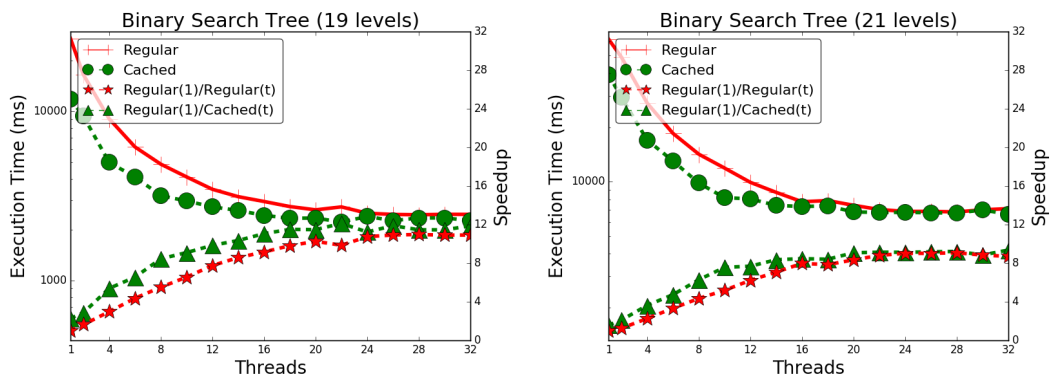 Binary Search Tree (19 levels)
Regular
Cached
Regular(1)/Regular(t)
Regular(1)/Cached(t)
Execution Time (ms)
10000
1000
32
28
24
20
16
12
8
4
0
Speedup
1 4 8 12 16 20 24 28 32
Threads
Binary Search Tree (21 levels)
Regular
Cached
Regular(1)/Regular(t)
Regular(1)/Cached(t)
Execution Time (ms)
10000
32
28
24
20
16
12
8
4
0
Speedup
1 4 8 12 16 20 24 28 32
Threads